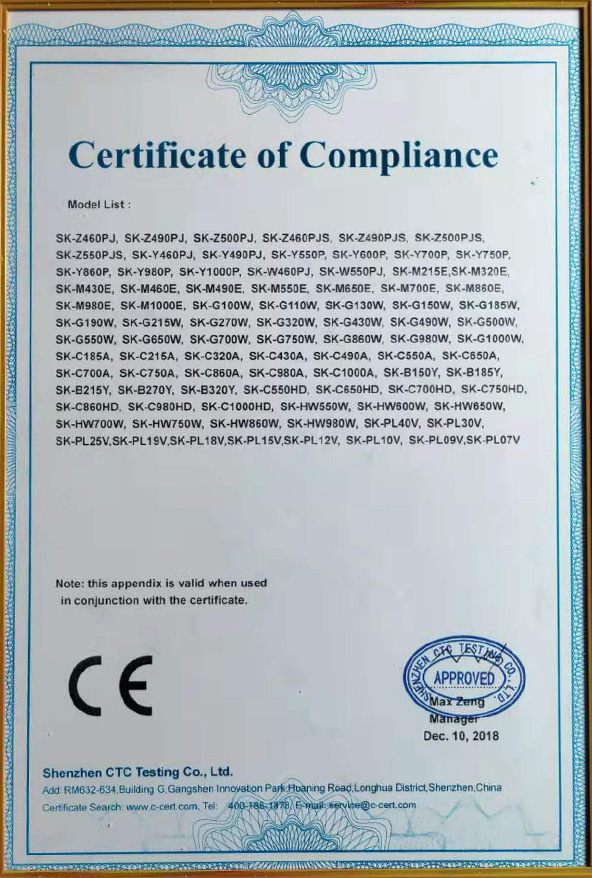 Certificate of Compliance
Model List :
SK-Z460PJ, SK-Z490PJ, SK-Z500PJ, SK-Z460PJS, SK-Z490PJS, SK-Z500PJS,
SK-Z550PJS, SK-Y460PJ, SK-Y490PJ, SK-Y550P, SK-Y600P, SK-Y700P, SK-Y750P,
SK-Y860P, SK-Y980P, SK-Y1000P, SK-W460PJ, SK-W550PJ, SK-M215E,SK-M320E,
SK-M430E, SK-M460E, SK-M490E, SK-M550E, SK-M650E, SK-M700E, SK-M860E,
SK-M980E, SK-M1000E, SK-G100W, SK-G110W, SK-G130W, SK-G150W, SK-G185W,
SK-G190W, SK-G215W, SK-G270W, SK-G320W, SK-G430W, SK-G490W, SK-G500W,
SK-G550W, SK-G650W, SK-G700W, SK-G750W, SK-G860W, SK-G980W, SK-G1000W,
SK-C185A, SK-C215A, SK-C320A, SK-C430A, SK-C490A, SK-C550A, SK-C650A,
SK-C700A, SK-C750A, SK-C860A, SK-C980A, SK-C1000A, SK-B150Y, SK-B185Y,
SK-B215Y, SK-B270Y, SK-B320Y, SK-C550HD, SK-C650HD, SK-C700HD, SK-C750HD,
SK-C860HD, SK-C980HD, SK-C1000HD, SK-HW550W, SK-HW600W, SK-HW650W,
SK-HW700W, SK-HW750W, SK-HW860W, SK-HW980W, SK-PL40V, SK-PL30V,
SK-PL25V,SK-PL19V,SK-PL18V,SK-PL15V,SK-PL12V, SK-PL10V, SK-PL09V,SK-PL07V
Note: this appendix is valid when used
in conjunction with the certificate.
CE
SHENZHEN CTC TESTING CO., LTD.
APPROVED
Max Zeng
Manager
Dec. 10, 2018
Shenzhen CTC Testing Co., Ltd.
Add: RM632-634,Building G,Gangshen Innovation Park,Huaning Road,Longhua District,Shenzhen,China
Certificate Search: www.c-cert.com, Tel: 400-186-1878, E-mail: service@c-cert.com